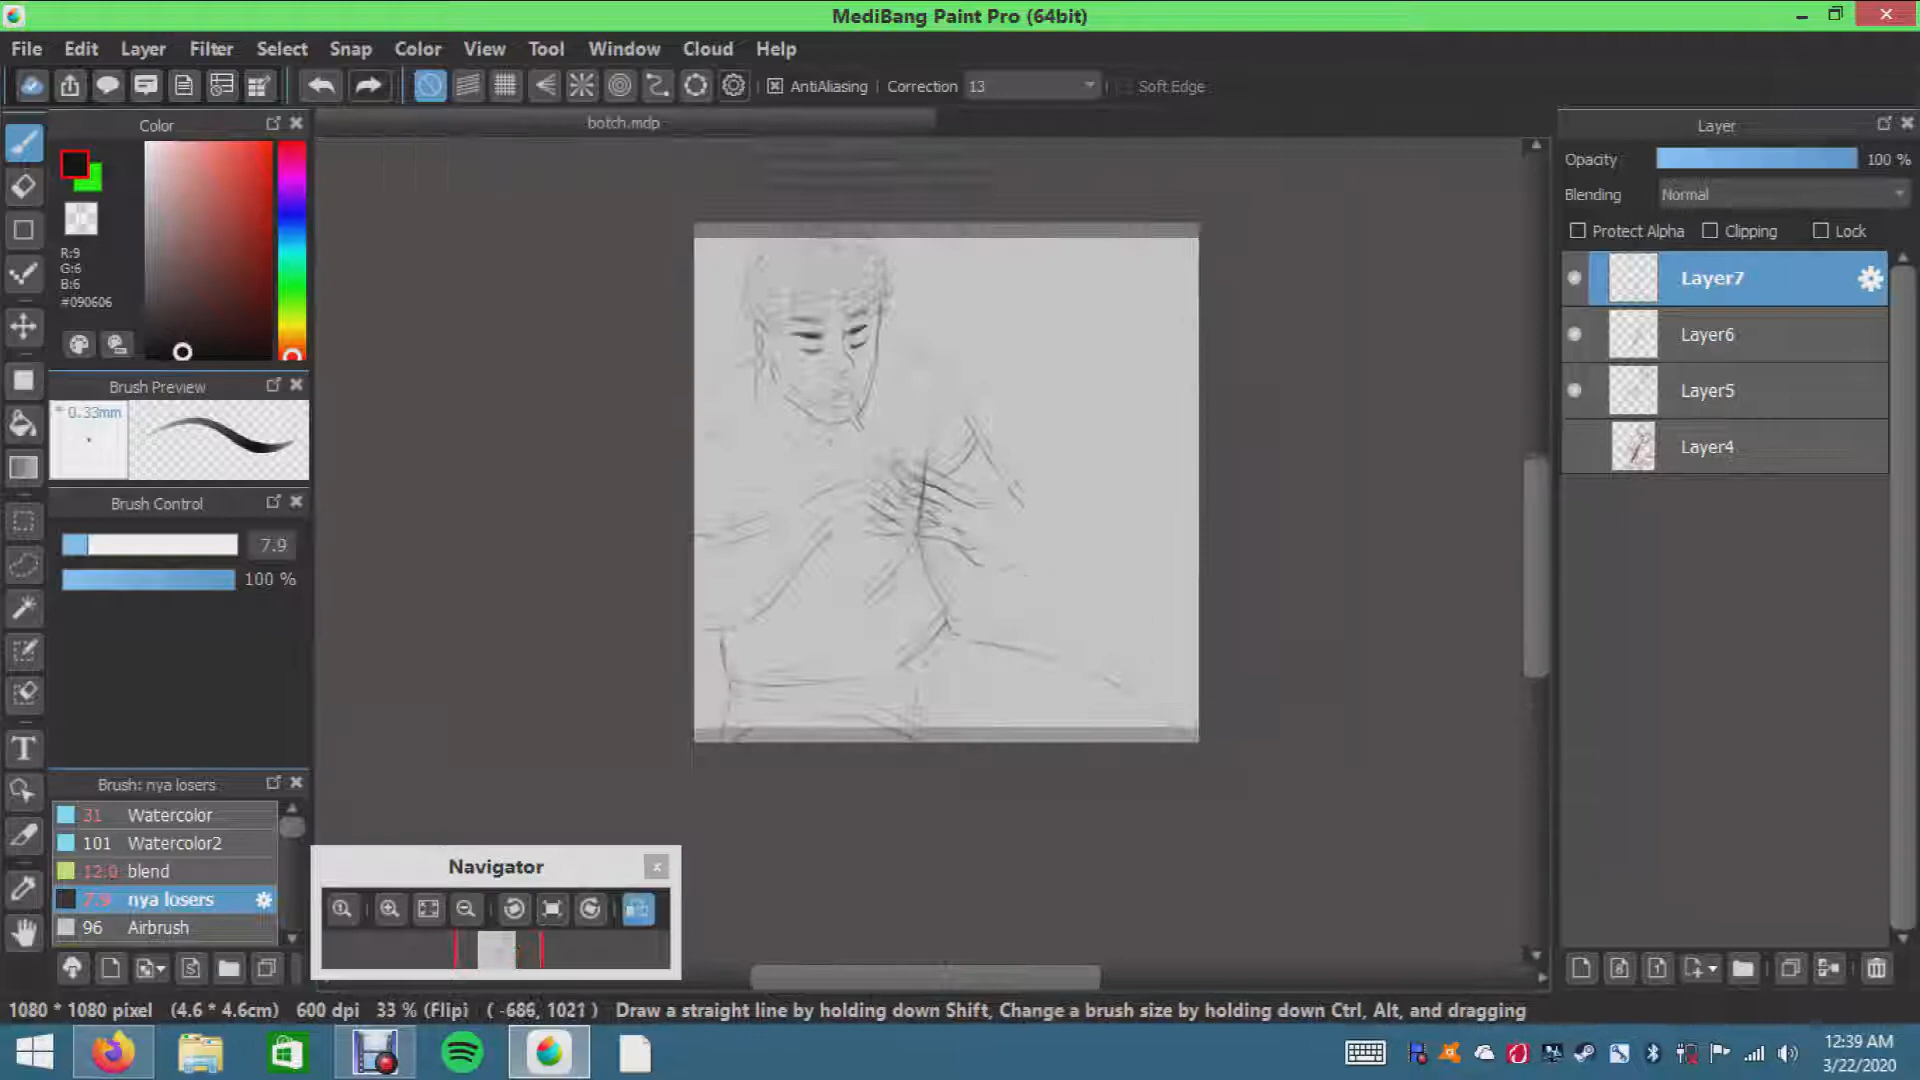 MediBang Paint Pro (64bit)
File Edit Layer Filter Select Snap Color View Tool Window Cloud Help
AntiAliasing Correction 13 Soft Edge
botch.mdp
Color
R:9
G:6
B:6
#090606
Brush Preview
* 0.33mm
Brush Control
7.9
100 %
Brush: nya losers
31 Watercolor
101 Watercolor2
12.0 blend
7.9 nya losers
96 Airbrush
Navigator
x
Layer
Opacity 100 %
Blending Normal
Protect Alpha Clipping Lock
Layer7
Layer6
Layer5
Layer4
1080 * 1080 pixel (4.6 * 4.6cm) 600 dpi 33 % (Flipi ( -686, 1021 ) Draw a straight line by holding down Shift, Change a brush size by holding down Ctrl, Alt, and dragging
12:39 AM
3/22/2020